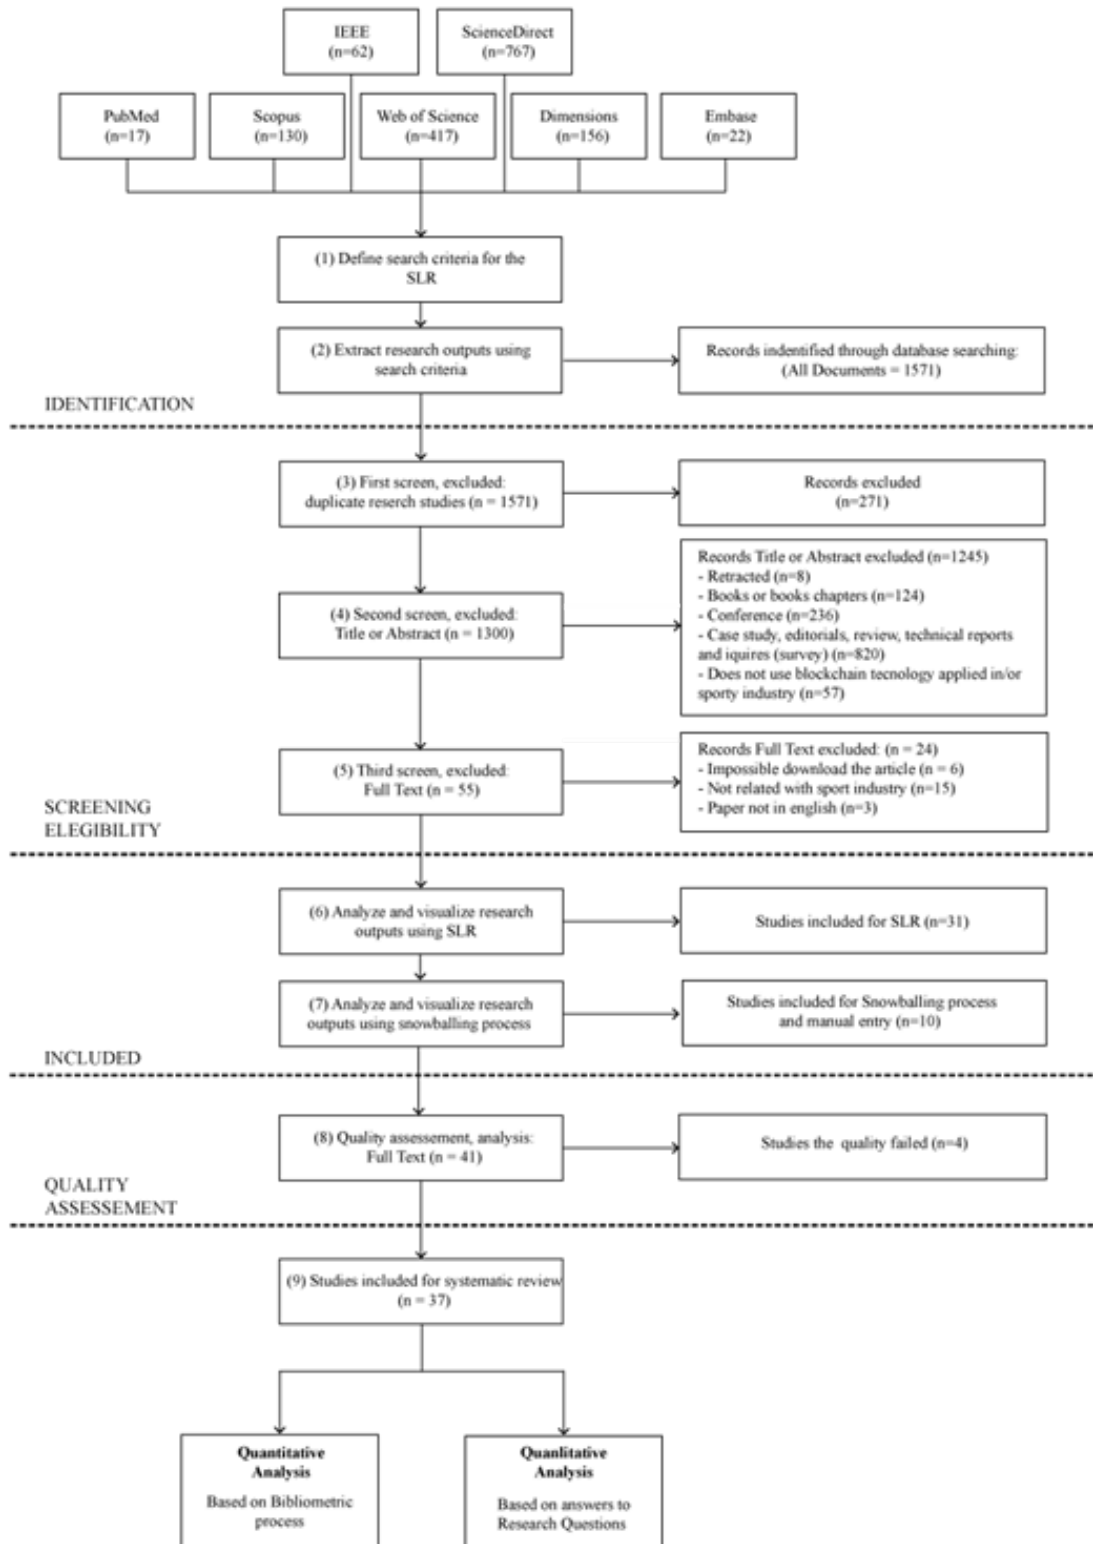 IEEE
(n=62)
ScienceDirect
(n=767)
PubMed
(n=17)
Scopus
(n=130)
Web of Science
(n=417)
Dimensions
(n=156)
Embase
(n=22)
(1) Define search criteria for the
SLR
(2) Extract research outputs using
search criteria
Records indentified through database searching:
(All Documents = 1571)
IDENTIFICATION
(3) First screen, excluded:
duplicate reserch studies (n = 1571)
Records excluded
(n=271)
(4) Second screen, excluded:
Title or Abstract (n = 1300)
Records Title or Abstract excluded (n=1245)
- Retracted (n=8)
- Books or books chapters (n=124)
- Conference (n=236)
- Case study, editorials, review, technical reports
and iquires (survey) (n=820)
- Does not use blockchain tecnology applied in/or
sporty industry (n=57)
(5) Third screen, excluded:
Full Text (n = 55)
Records Full Text excluded: (n = 24)
- Impossible download the article (n = 6)
- Not related with sport industry (n=15)
- Paper not in english (n=3)
SCREENING
ELEGIBILITY
(6) Analyze and visualize research
outputs using SLR
Studies included for SLR (n=31)
(7) Analyze and visualize research
outputs using snowballing process
Studies included for Snowballing process
and manual entry (n=10)
INCLUDED
(8) Quality assessement, analysis:
Full Text (n = 41)
Studies the quality failed (n=4)
QUALITY
ASSESSEMENT
(9) Studies included for systematic review
(n = 37)
Quantitative
Analysis
Based on Bibliometric
process
Quanlitative
Analysis
Based on answers to
Research Questions